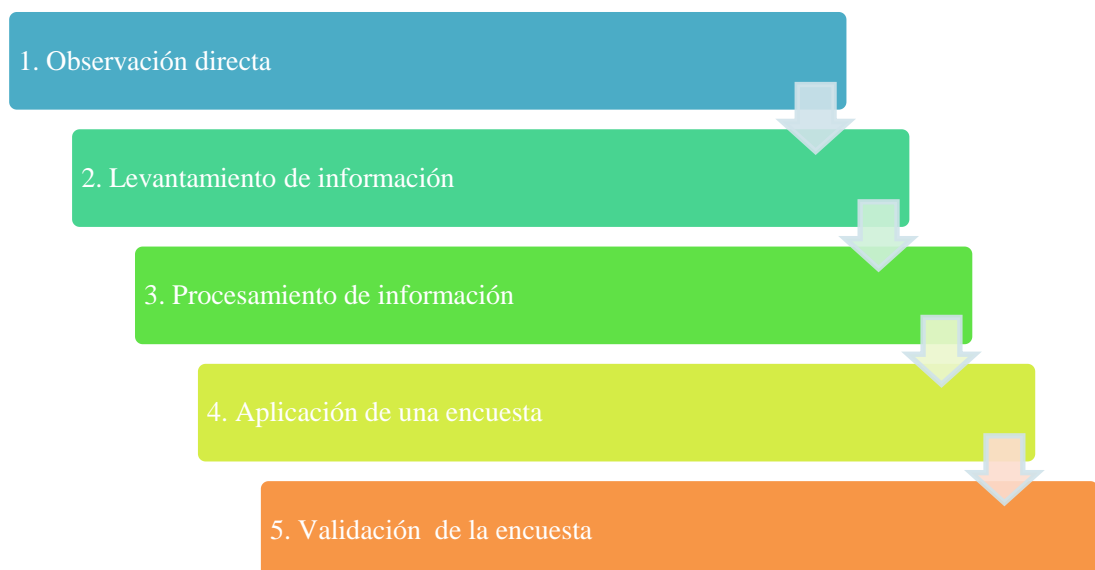 1. Observación directa
2. Levantamiento de información
3. Procesamiento de información
4. Aplicación de una encuesta
5. Validación  de la encuesta